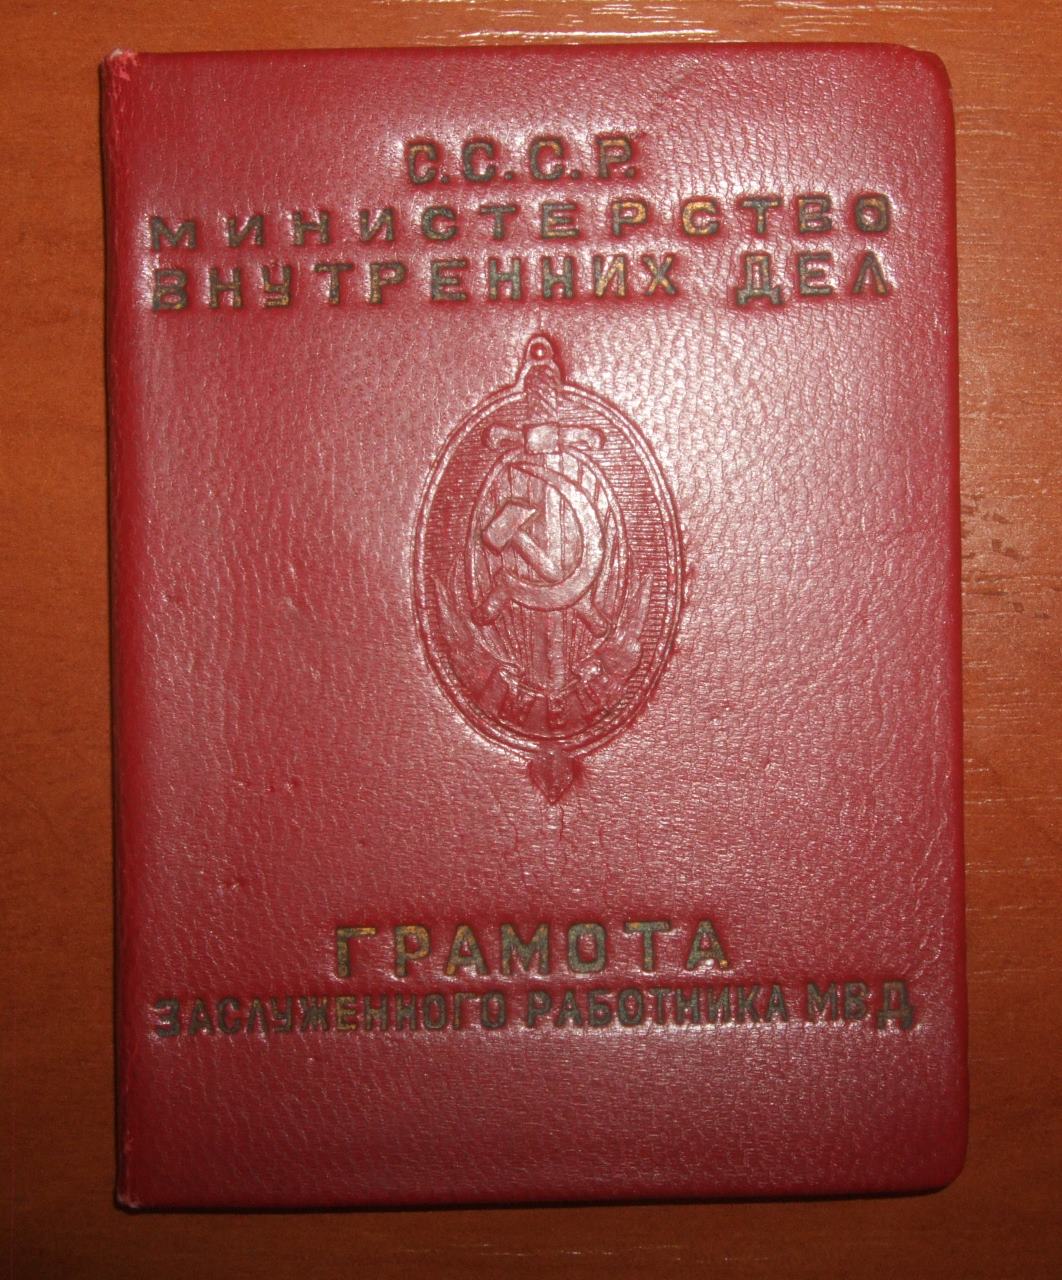 С.С.С.Р.
МИНИСТЕРСТВО
ВНУТРЕННИХ ДЕЛ
МВД
ГРАМОТА
ЗАСЛУЖЕННОГО РАБОТНИКА МВД